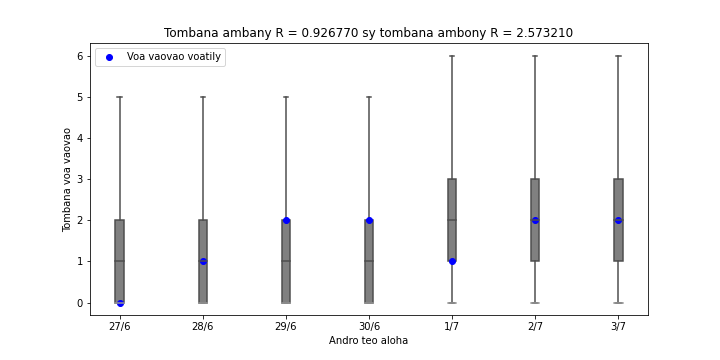 Tombana ambany R = 0.926770 sy tombana ambony R = 2.573210
Voa vaovao voatily
Tombana voa vaovao
6
5
4
3
2
1
0
27/6 28/6 29/6 30/6 1/7 2/7 3/7
Andro teo aloha